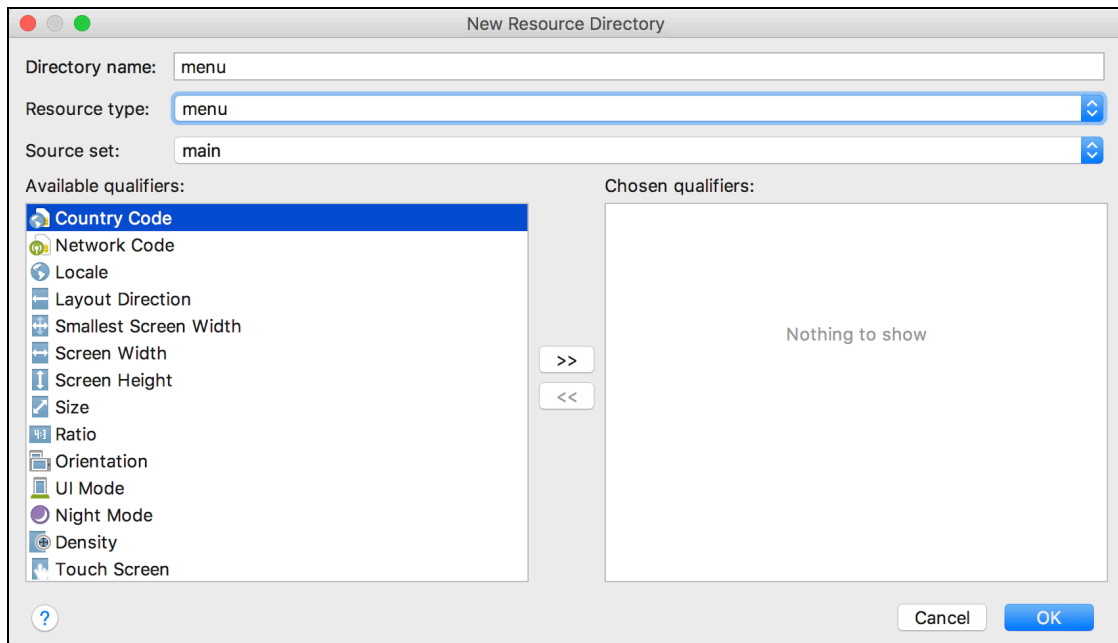 New Resource Directory
Directory name: menu
Resource type: menu
Source set: main
Available qualifiers:
Chosen qualifiers:
Country Code
Network Code
Locale
Layout Direction
Smallest Screen Width
Screen Width
Screen Height
Size
4:3 Ratio
Orientation
UI Mode
Night Mode
Density
Touch Screen
>>
<<
Nothing to show
?
Cancel
OK